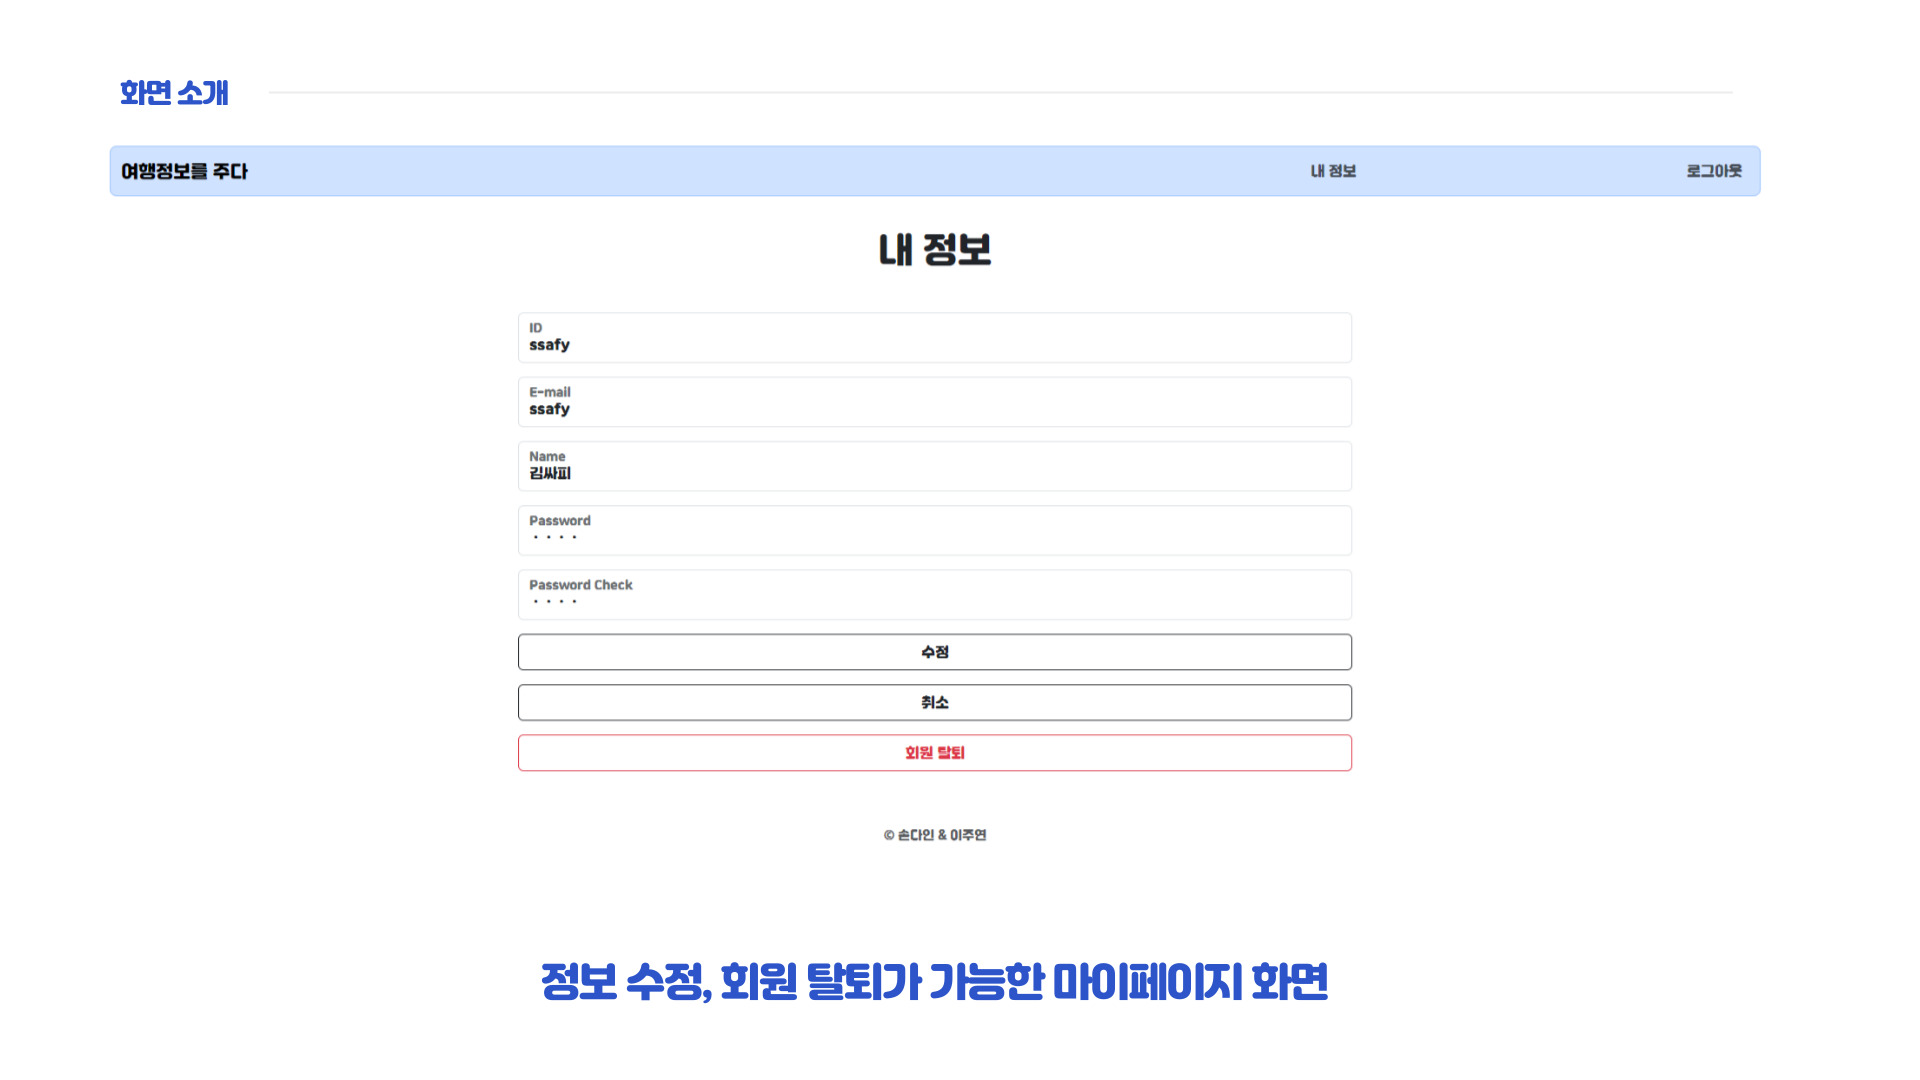 화면 소개
여행정보를 주다 내 정보 로그아웃
내 정보
ID
ssafy
E-mail
ssafy
Name
김싸피
Password
····
Password Check
····
수정
취소
회원 탈퇴
© 손다인 & 이주연
정보 수정, 회원 탈퇴가 가능한 마이페이지 화면